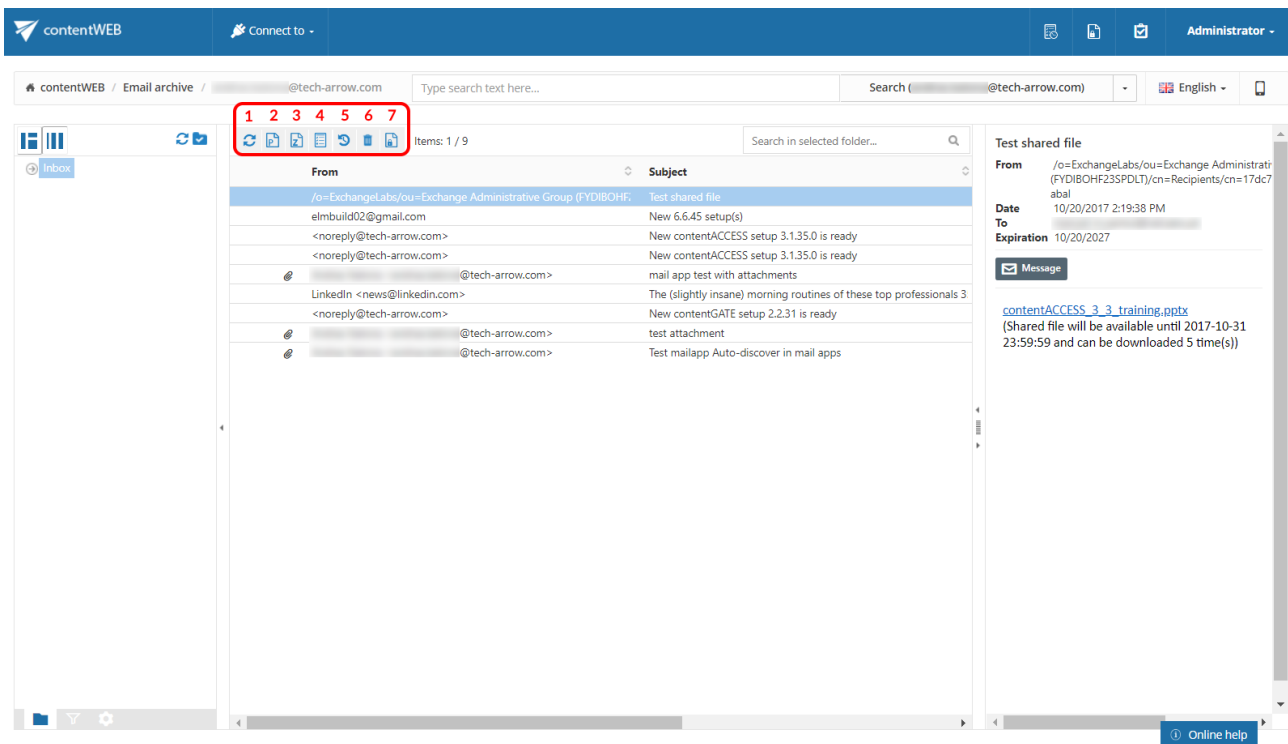 contentWEB
Connect to
Administrator
contentWEB / Email archive / @tech-arrow.com
Type search text here...
Search ( @tech-arrow.com)
English
1 2 3 4 5 6 7
Items: 1 / 9
Search in selected folder...
Inbox
From Subject
/o=ExchangeLabs/ou=Exchange Administrative Group (FYDIBOHF. Test shared file
elmbuild02@gmail.com New 6.6.45 setup(s)
<noreply@tech-arrow.com> New contentACCESS setup 3.1.35.0 is ready
<noreply@tech-arrow.com> New contentACCESS setup 3.1.35.0 is ready
@tech-arrow.com> mail app test with attachments
LinkedIn <news@linkedin.com> The (slightly insane) morning routines of these top professionals 3
<noreply@tech-arrow.com> New contentGATE setup 2.2.31 is ready
@tech-arrow.com> test attachment
@tech-arrow.com> Test mailapp Auto-discover in mail apps
Test shared file
From /o=ExchangeLabs/ou=Exchange Administrativ
(FYDIBOHF23SPDLT)/cn=Recipients/cn=17dc7
abal
Date 10/20/2017 2:19:38 PM
To
Expiration 10/20/2027
Message
contentACCESS_3_3_training.pptx
(Shared file will be available until 2017-10-31
23:59:59 and can be downloaded 5 time(s))
Online help